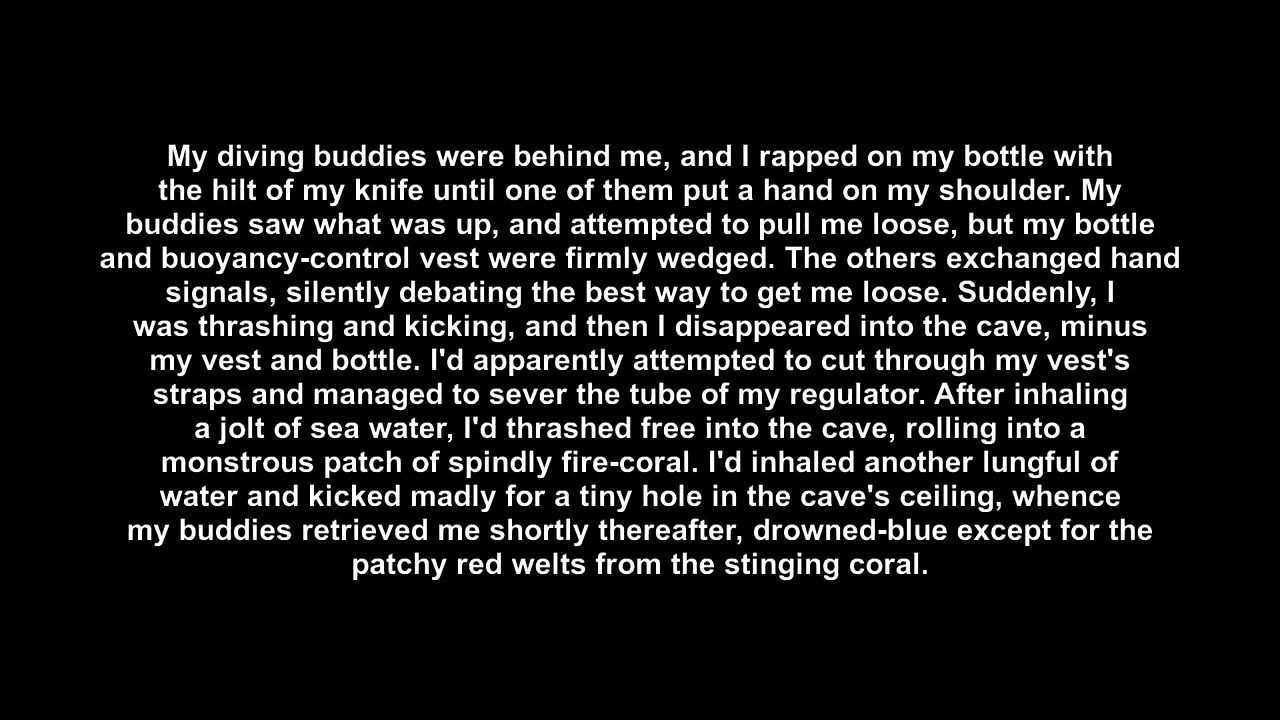 My diving buddies were behind me, and I rapped on my bottle with
the hilt of my knife until one of them put a hand on my shoulder. My
buddies saw what was up, and attempted to pull me loose, but my bottle
and buoyancy-control vest were firmly wedged. The others exchanged hand
signals, silently debating the best way to get me loose. Suddenly, I
was thrashing and kicking, and then I disappeared into the cave, minus
my vest and bottle. I'd apparently attempted to cut through my vest's
straps and managed to sever the tube of my regulator. After inhaling
a jolt of sea water, I'd thrashed free into the cave, rolling into a
monstrous patch of spindly fire-coral. I'd inhaled another lungful of
water and kicked madly for a tiny hole in the cave's ceiling, whence
my buddies retrieved me shortly thereafter, drowned-blue except for the
patchy red welts from the stinging coral.